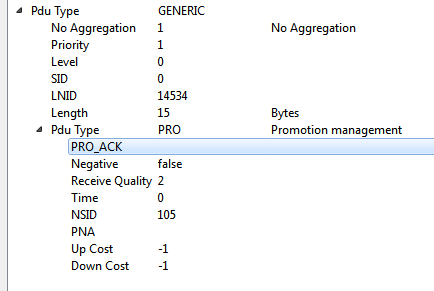 Pdu Type GENERIC
No Aggregation 1 No Aggregation
Priority 1
Level 0
SID 0
LNID 14534
Length 15 Bytes
Pdu Type PRO Promotion management
PRO_ACK
Negative false
Receive Quality 2
Time 0
NSID 105
PNA
Up Cost -1
Down Cost -1